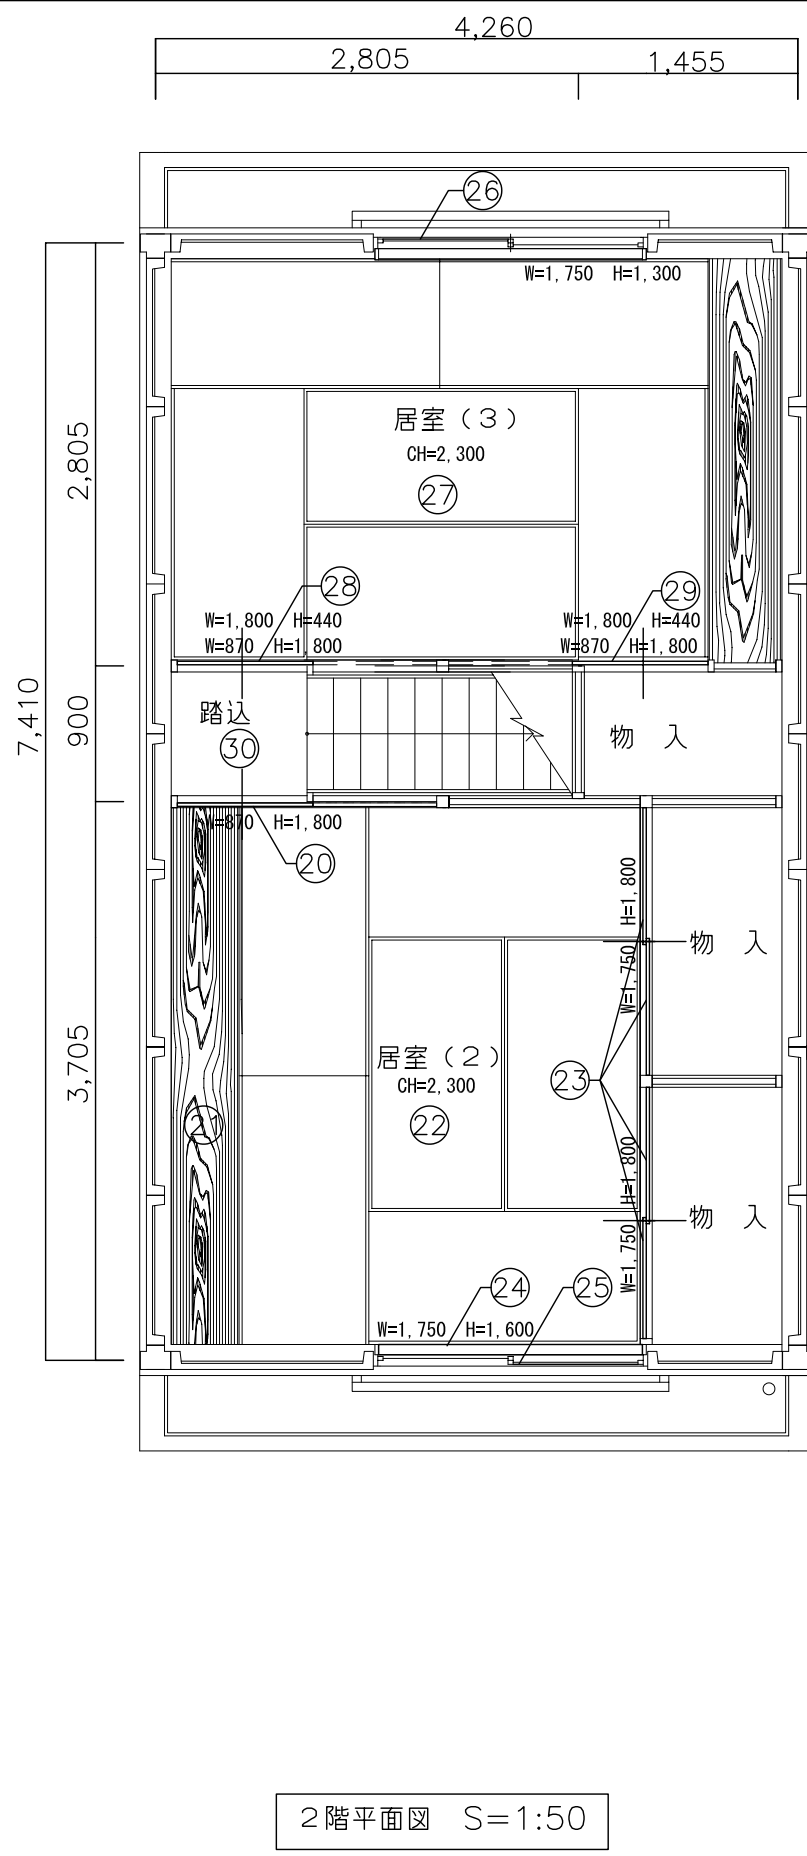 4,260
2,805 1,455
26
W=1,750 H=1,300
居室（３）
CH=2,300
27
2,805
28
29
W=1,800 H=440
W=870 H=1,800
W=1,800 H=440
W=870 H=1,800
7,410
900
踏込
30
物 入
W=870 H=1,800
20
W=1,750 H=1,800
物 入
3,705
居室（２）
CH=2,300
22
23
21
W=1,750 H=1,800
物 入
24
25
W=1,750 H=1,600
２階平面図 S=1:50